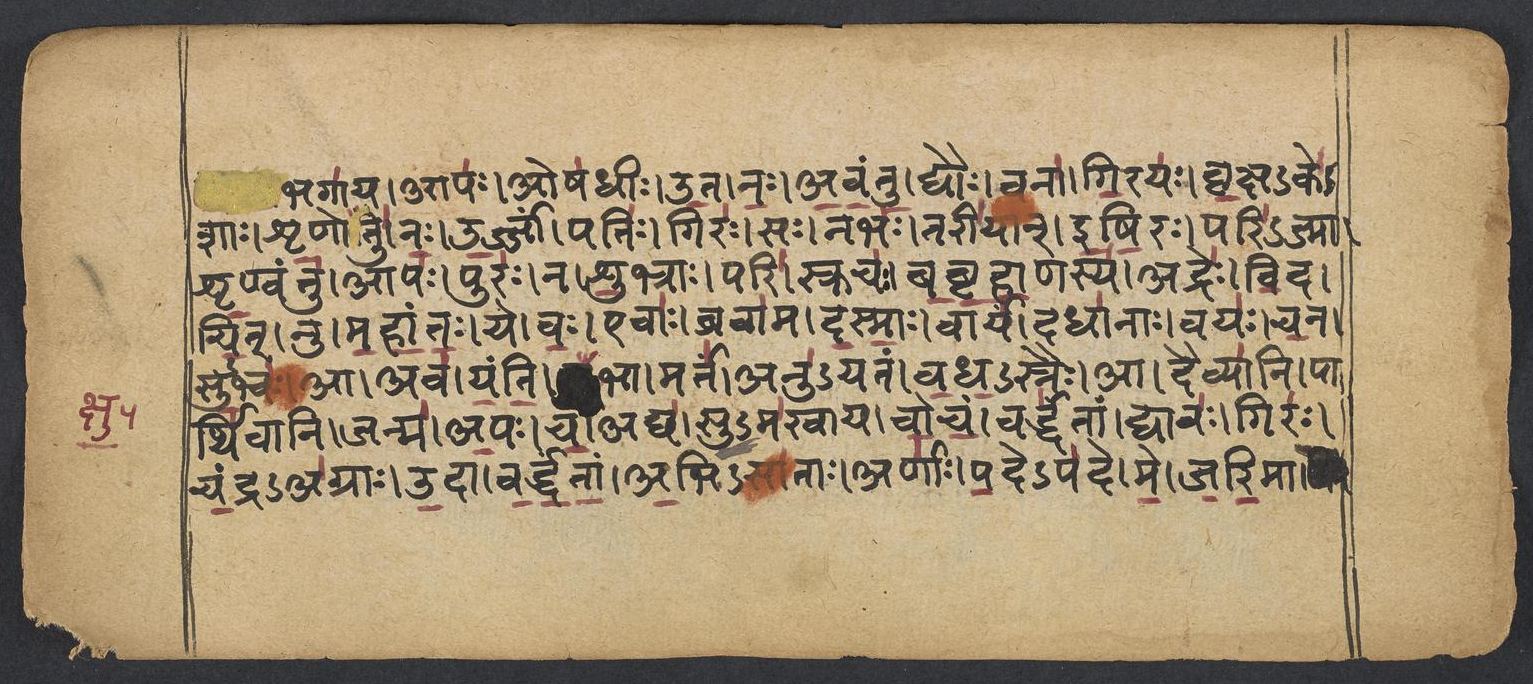 भगाय।आपः।ओषधीः।उत।नः।अवंतु।द्यौः।वना।गिरयः।वृक्षऽकेऽ
शाः।शृणोतु।नः।ऊर्जां।पतिः।गिरः।सः।नभः।तरीयान्।इषिरः।परिऽज्मा।
शृण्वंतु।आपः।पुरः।न।शुभ्राः।परि।स्रुचः।बबृहाणस्य।अद्रेः।विद।
चित्।नु।महांतः।ये।वः।एवाः।ब्रवाम।दस्माः।वार्यं।दधानाः।वयः।चन।
सुऽभ्वः।आ।अव।यंति।भा।मर्तं।अनुऽयतं।वधऽस्नैः।आ।दैव्यानि।पा
र्थिवानि।जन्म।अपः।च।अच्छ।सुऽमखाय।वोचं।वर्द्धतां।द्यावः।गिरः।
चंद्रऽअग्राः।उदा।वर्द्धतां।अभिऽसाताः।अर्णाः।पदेऽपदे।मे।जरिमा।
क्षु५